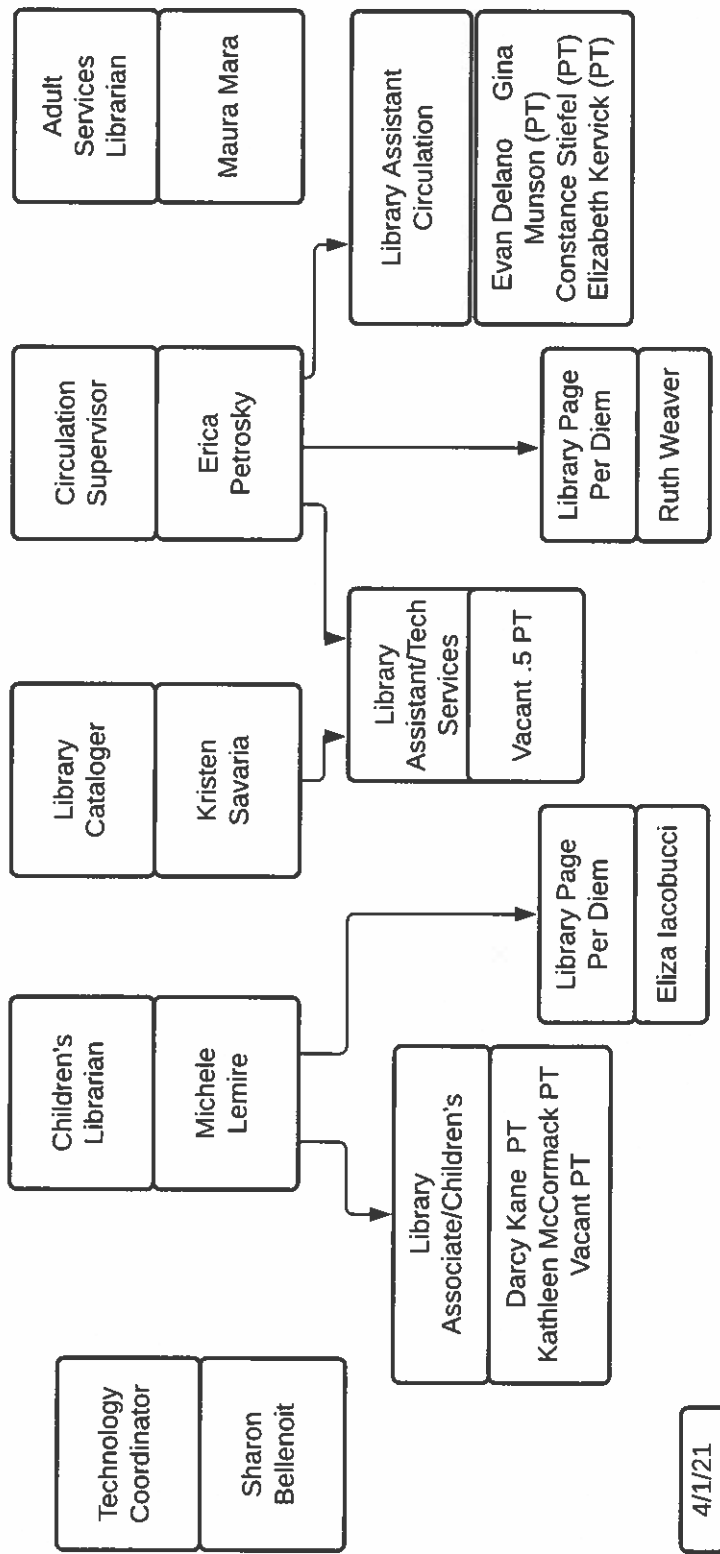 Technology
Coordinator
Sharon
Bellenoit
Children's
Librarian
Michele
Lemire
Library
Cataloger
Kristen
Savaria
Circulation
Supervisor
Erica
Petrosky
Adult
Services
Librarian
Maura Mara
Library
Associate/Children's
Darcy Kane PT
Kathleen McCormack PT
Vacant PT
Library Page
Per Diem
Eliza Iacobucci
Library
Assistant/Tech
Services
Vacant .5 PT
Library Page
Per Diem
Ruth Weaver
Library Assistant
Circulation
Evan Delano Gina
Munson (PT)
Constance Stiefel (PT)
Elizabeth Kervick (PT)
4/1/21